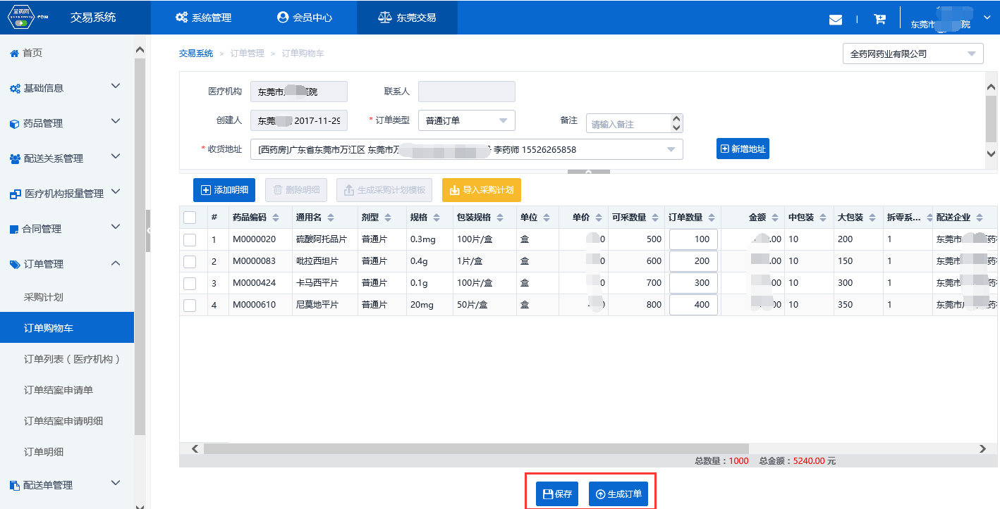 全药网
.COM
交易系统
系统管理
会员中心
东莞交易
东莞市
院
首页
基础信息
药品管理
配送关系管理
医疗机构报量管理
合同管理
订单管理
采购计划
订单购物车
订单列表（医疗机构）
订单结案申请单
订单结案申请明细
订单明细
配送单管理
交易系统 > 订单管理 > 订单购物车
全药网药业有限公司
医疗机构 东莞市 医院 联系人
创建人 东莞 2017-11-29 * 订单类型 普通订单 备注 请输入备注
* 收货地址 [西药房]广东省东莞市万江区 东莞市万 李药师 15526265858 新增地址
添加明细 删除明细 生成采购计划模板 导入采购计划
# 药品编码 通用名 剂型 规格 包装规格 单位 单价 可采数量 订单数量 金额 中包装 大包装 拆零系... 配送企业
1 M0000020 硫酸阿托品片 普通片 0.3mg 100片/盒 盒 0 500 100 .00 10 200 1 东莞市 药
2 M0000083 吡拉西坦片 普通片 0.4g 1片/盒 盒 600 200 .00 10 150 1 东莞市 药
3 M0000424 卡马西平片 普通片 0.1g 100片/盒 盒 700 300 00 10 300 1 东莞市 药
4 M0000610 尼莫地平片 普通片 20mg 50片/盒 盒 800 400 00 10 350 1 东莞市 药
总数量：1000 总金额：5240.00 元
保存 生成订单